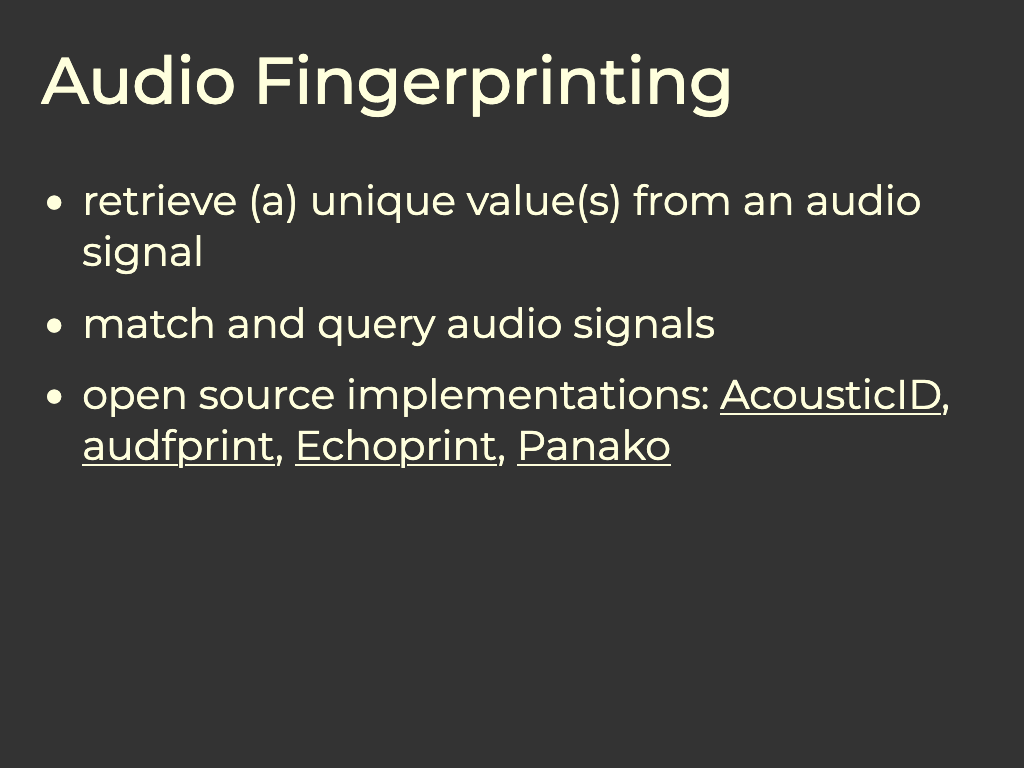 Audio Fingerprinting
• retrieve (a) unique value(s) from an audio
signal
• match and query audio signals
• open source implementations: AcousticID,
audfprint, Echoprint, Panako